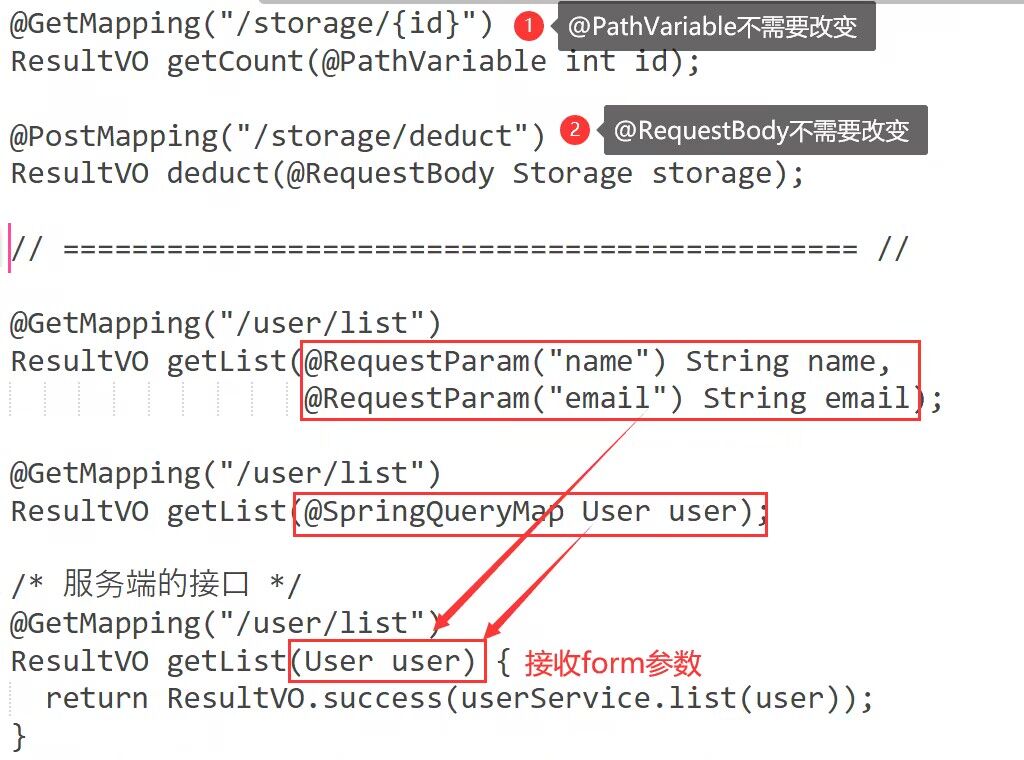 @GetMapping("/storage/{id}") 1 @PathVariable不需要改变
ResultVO getCount(@PathVariable int id);
@PostMapping("/storage/deduct") 2 @RequestBody不需要改变
ResultVO deduct(@RequestBody Storage storage);
// ============================================== //
@GetMapping("/user/list")
ResultVO getList(@RequestParam("name") String name,
@RequestParam("email") String email);
@GetMapping("/user/list")
ResultVO getList(@SpringQueryMap User user);
/* 服务端的接口 */
@GetMapping("/user/list")
ResultVO getList(User user) { 接收form参数
return ResultVO.success(userService.list(user));
}